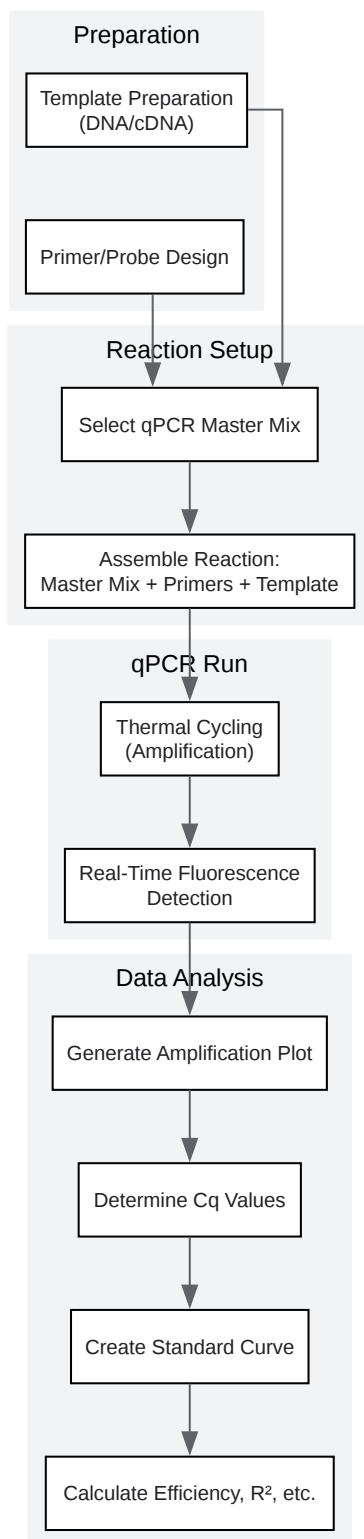 Preparation
Template Preparation
(DNA/cDNA)
Primer/Probe Design
Reaction Setup
Select qPCR Master Mix
Assemble Reaction:
Master Mix + Primers + Template
qPCR Run
Thermal Cycling
(Amplification)
Real-Time Fluorescence
Detection
Data Analysis
Generate Amplification Plot
Determine Cq Values
Create Standard Curve
Calculate Efficiency, R², etc.